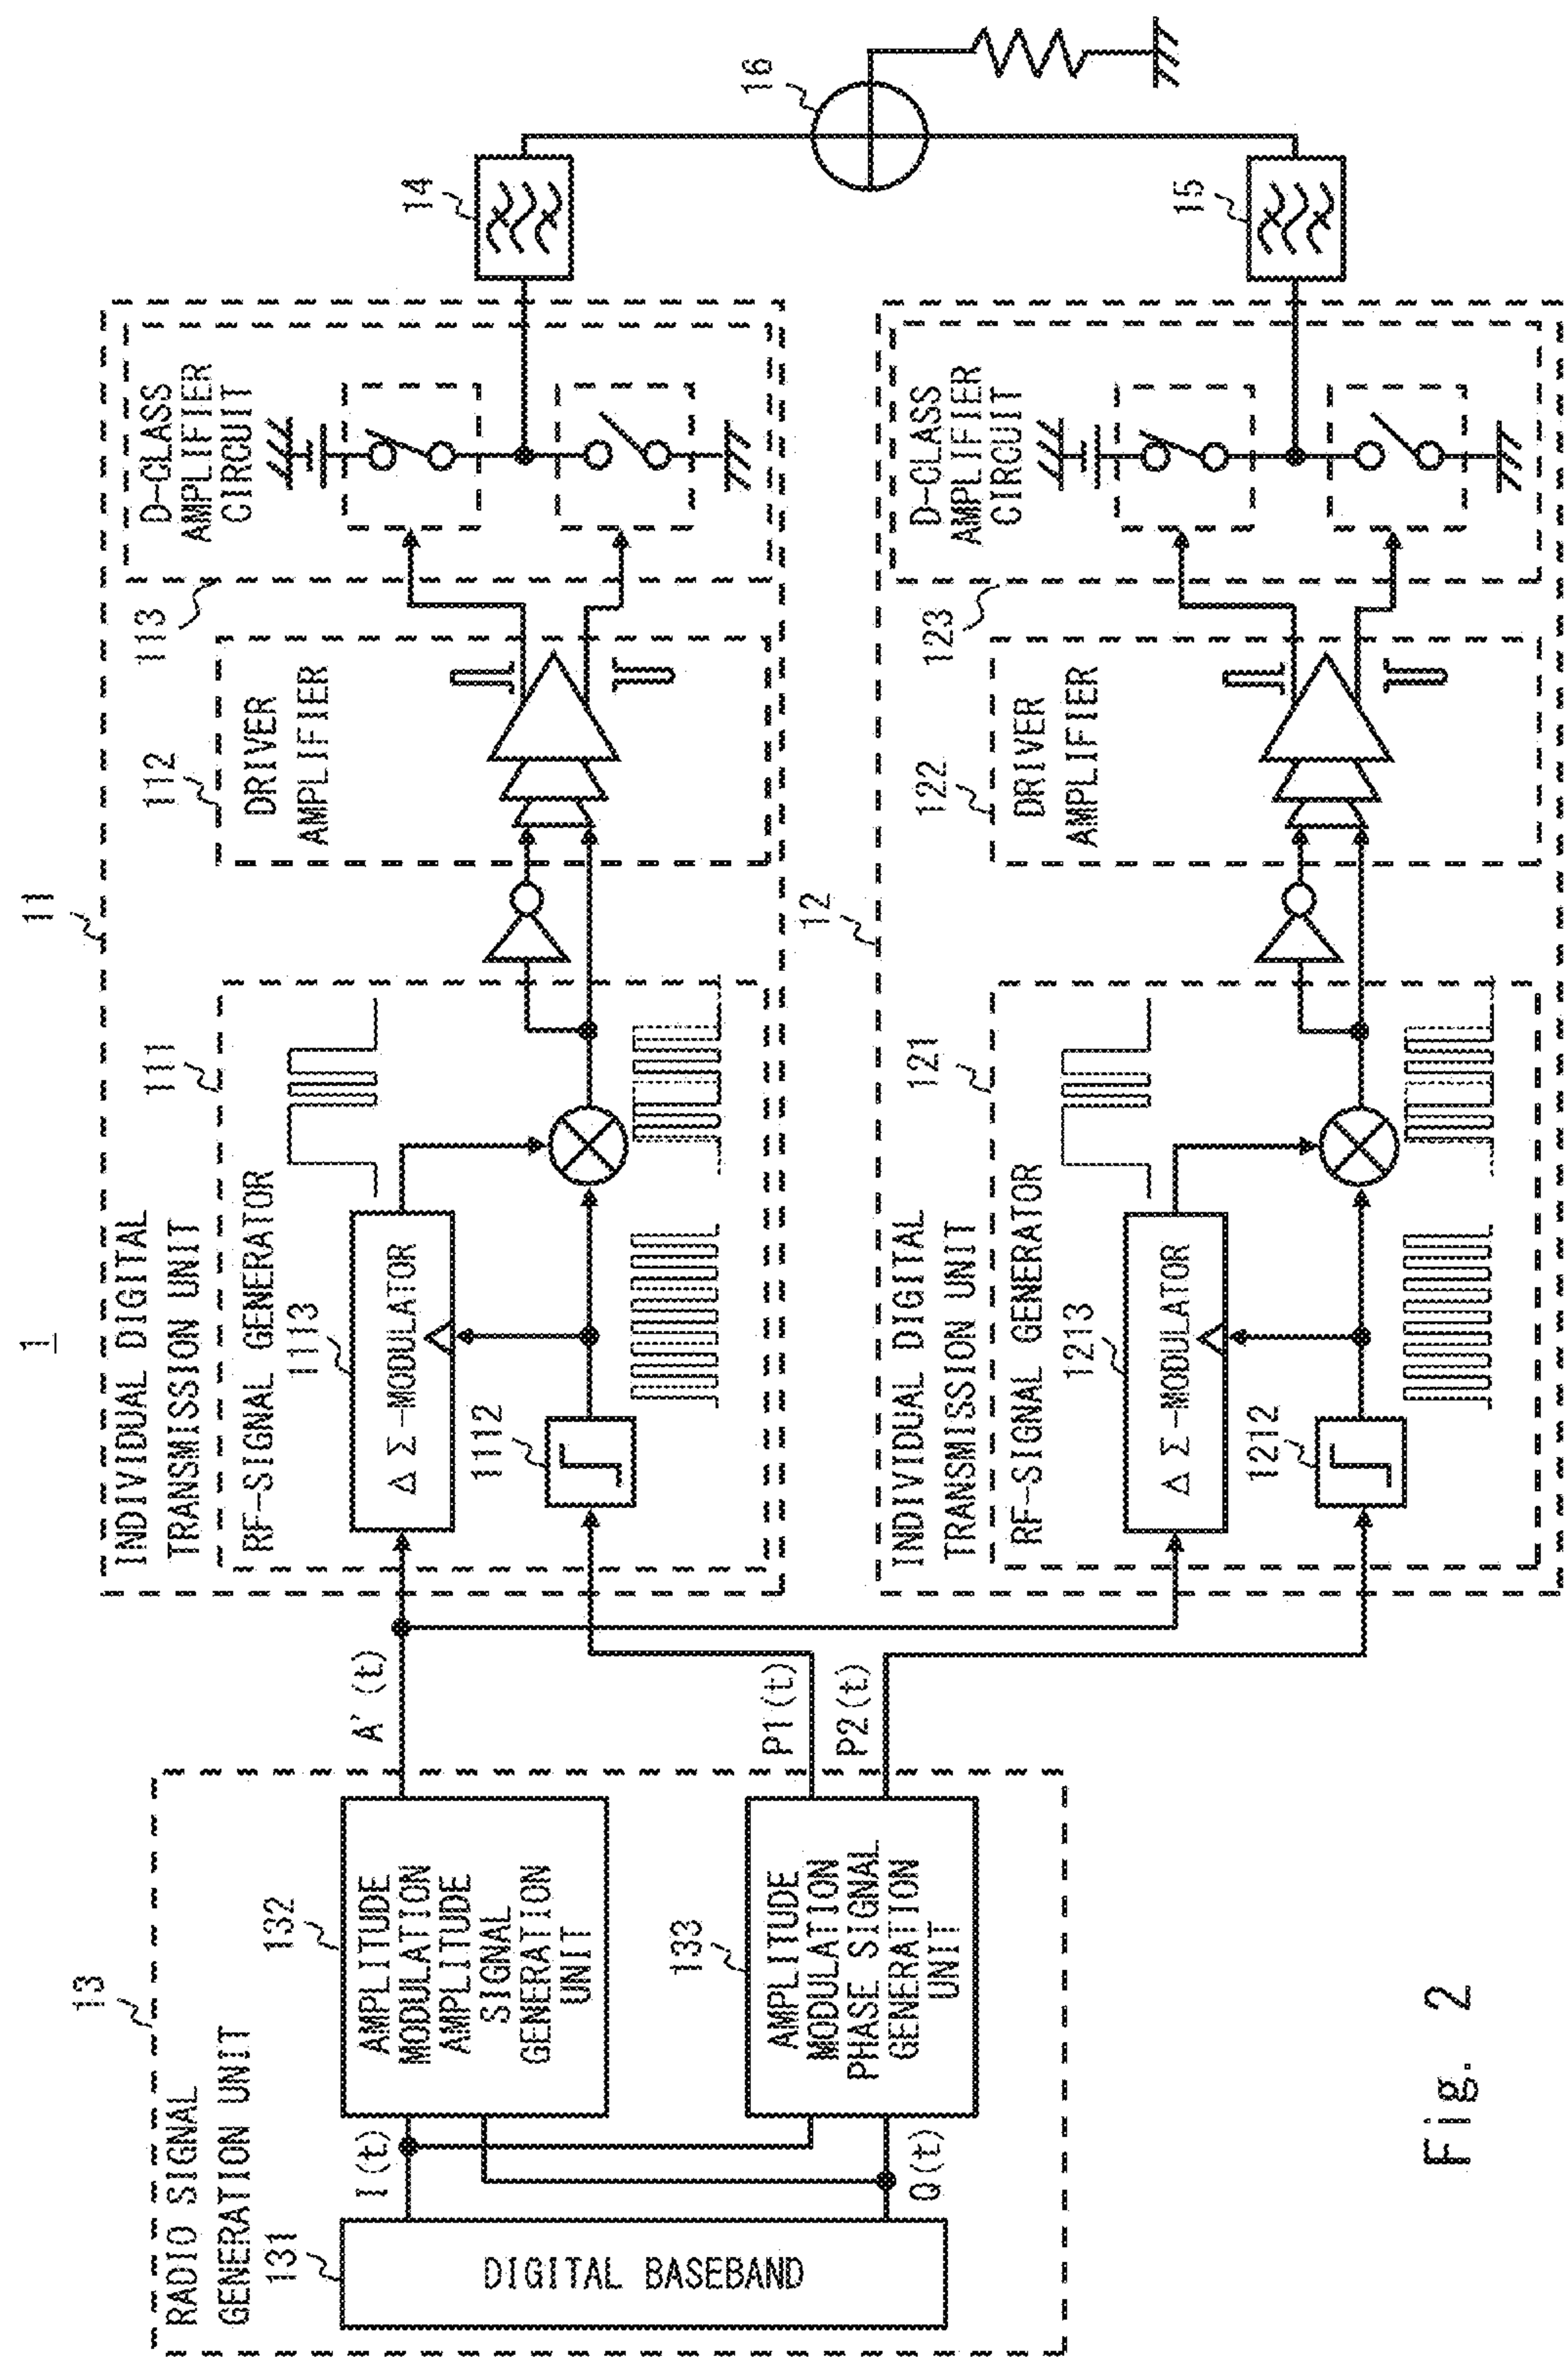 1
13
RADIO SIGNAL
GENERATION UNIT
131
DIGITAL BASEBAND
I(t)
Q(t)
132
AMPLITUDE
MODULATION
AMPLITUDE
SIGNAL
GENERATION
UNIT
133
AMPLITUDE
MODULATION
PHASE SIGNAL
GENERATION
UNIT
A'(t)
P1(t)
P2(t)
11
INDIVIDUAL DIGITAL
TRANSMISSION UNIT
111
RF-SIGNAL GENERATOR
1113
ΔΣ-MODULATOR
1112
112
DRIVER
AMPLIFIER
113
D-CLASS
AMPLIFIER
CIRCUIT
14
12
INDIVIDUAL DIGITAL
TRANSMISSION UNIT
121
RF-SIGNAL GENERATOR
1213
ΔΣ-MODULATOR
1212
122
DRIVER
AMPLIFIER
123
D-CLASS
AMPLIFIER
CIRCUIT
15
16
Fig. 2